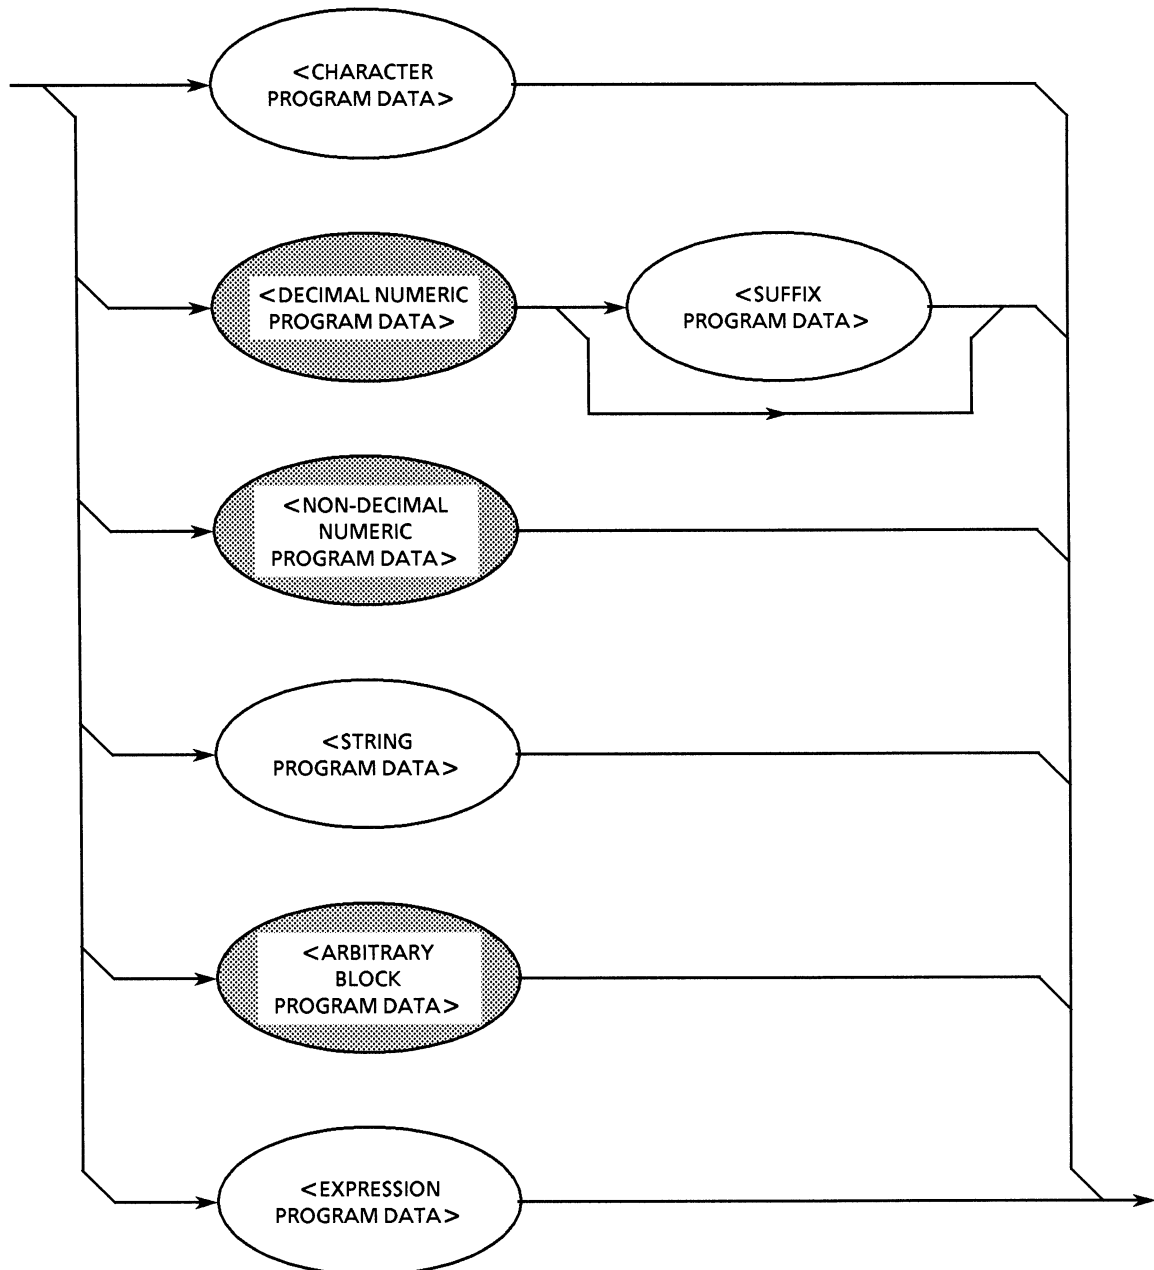 <CHARACTER
PROGRAM DATA>
<DECIMAL NUMERIC
PROGRAM DATA>
<SUFFIX
PROGRAM DATA>
<NON-DECIMAL
NUMERIC
PROGRAM DATA>
<STRING
PROGRAM DATA>
<ARBITRARY
BLOCK
PROGRAM DATA>
<EXPRESSION
PROGRAM DATA>